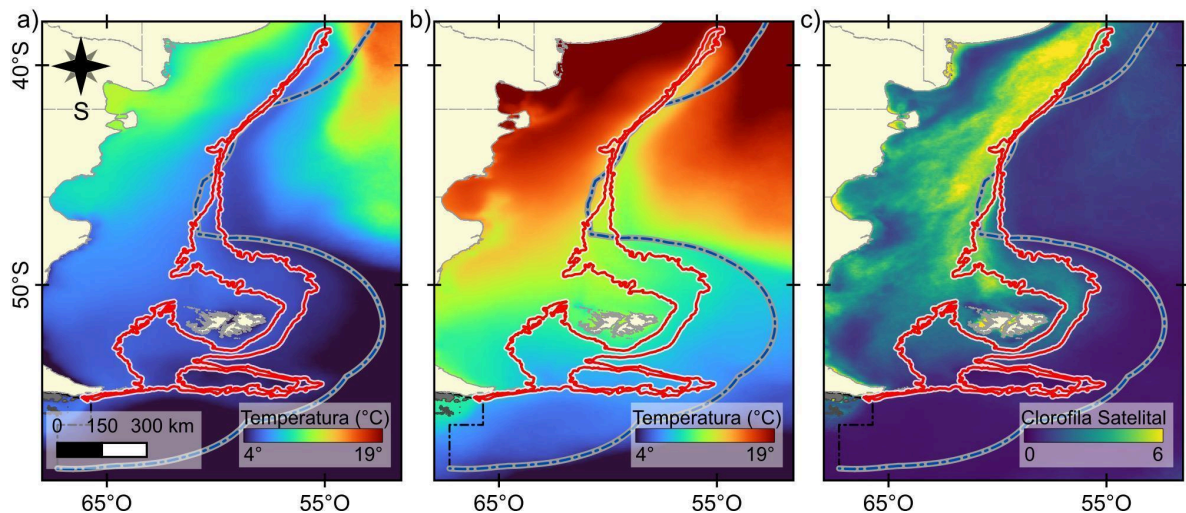 a)
b)
c)
40°S
50°S
S
0 150 300 km
Temperatura (°C)
4° 19°
Temperatura (°C)
4° 19°
Clorofila Satelital
0 6
65°O 55°O
65°O 55°O
65°O 55°O